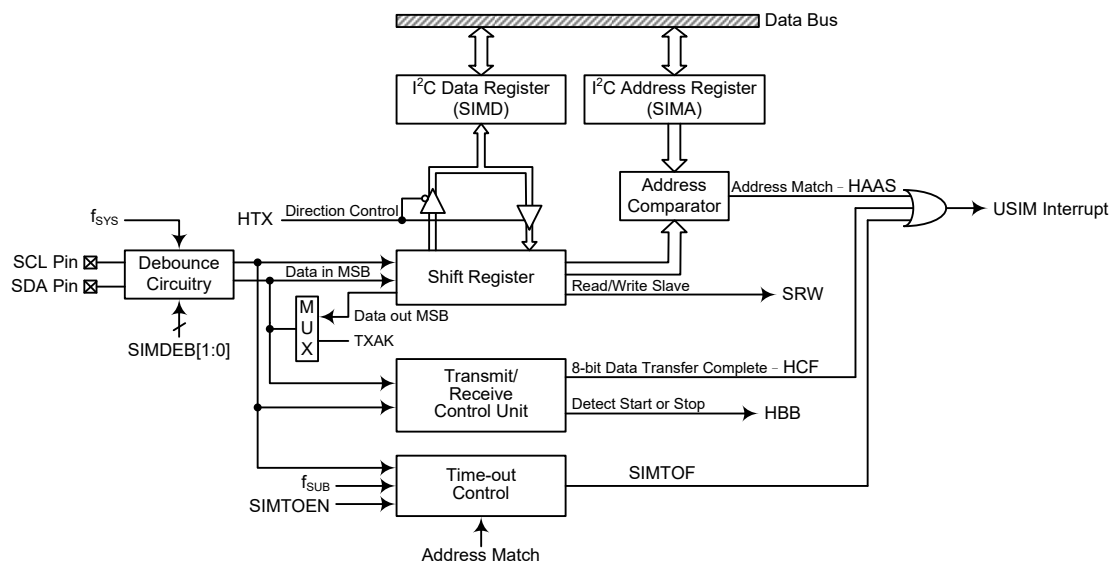 Data Bus
I²C Data Register
(SIMD)
I²C Address Register
(SIMA)
Address
Comparator
Address Match - HAAS
USIM Interrupt
HTX
Direction Control
fSYS
SCL Pin
SDA Pin
Debounce
Circuitry
SIMDEB[1:0]
Data in MSB
Shift Register
Read/Write Slave
SRW
MUX
Data out MSB
TXAK
Transmit/
Receive
Control Unit
8-bit Data Transfer Complete - HCF
Detect Start or Stop
HBB
fSUB
SIMTOEN
Time-out
Control
SIMTOF
Address Match